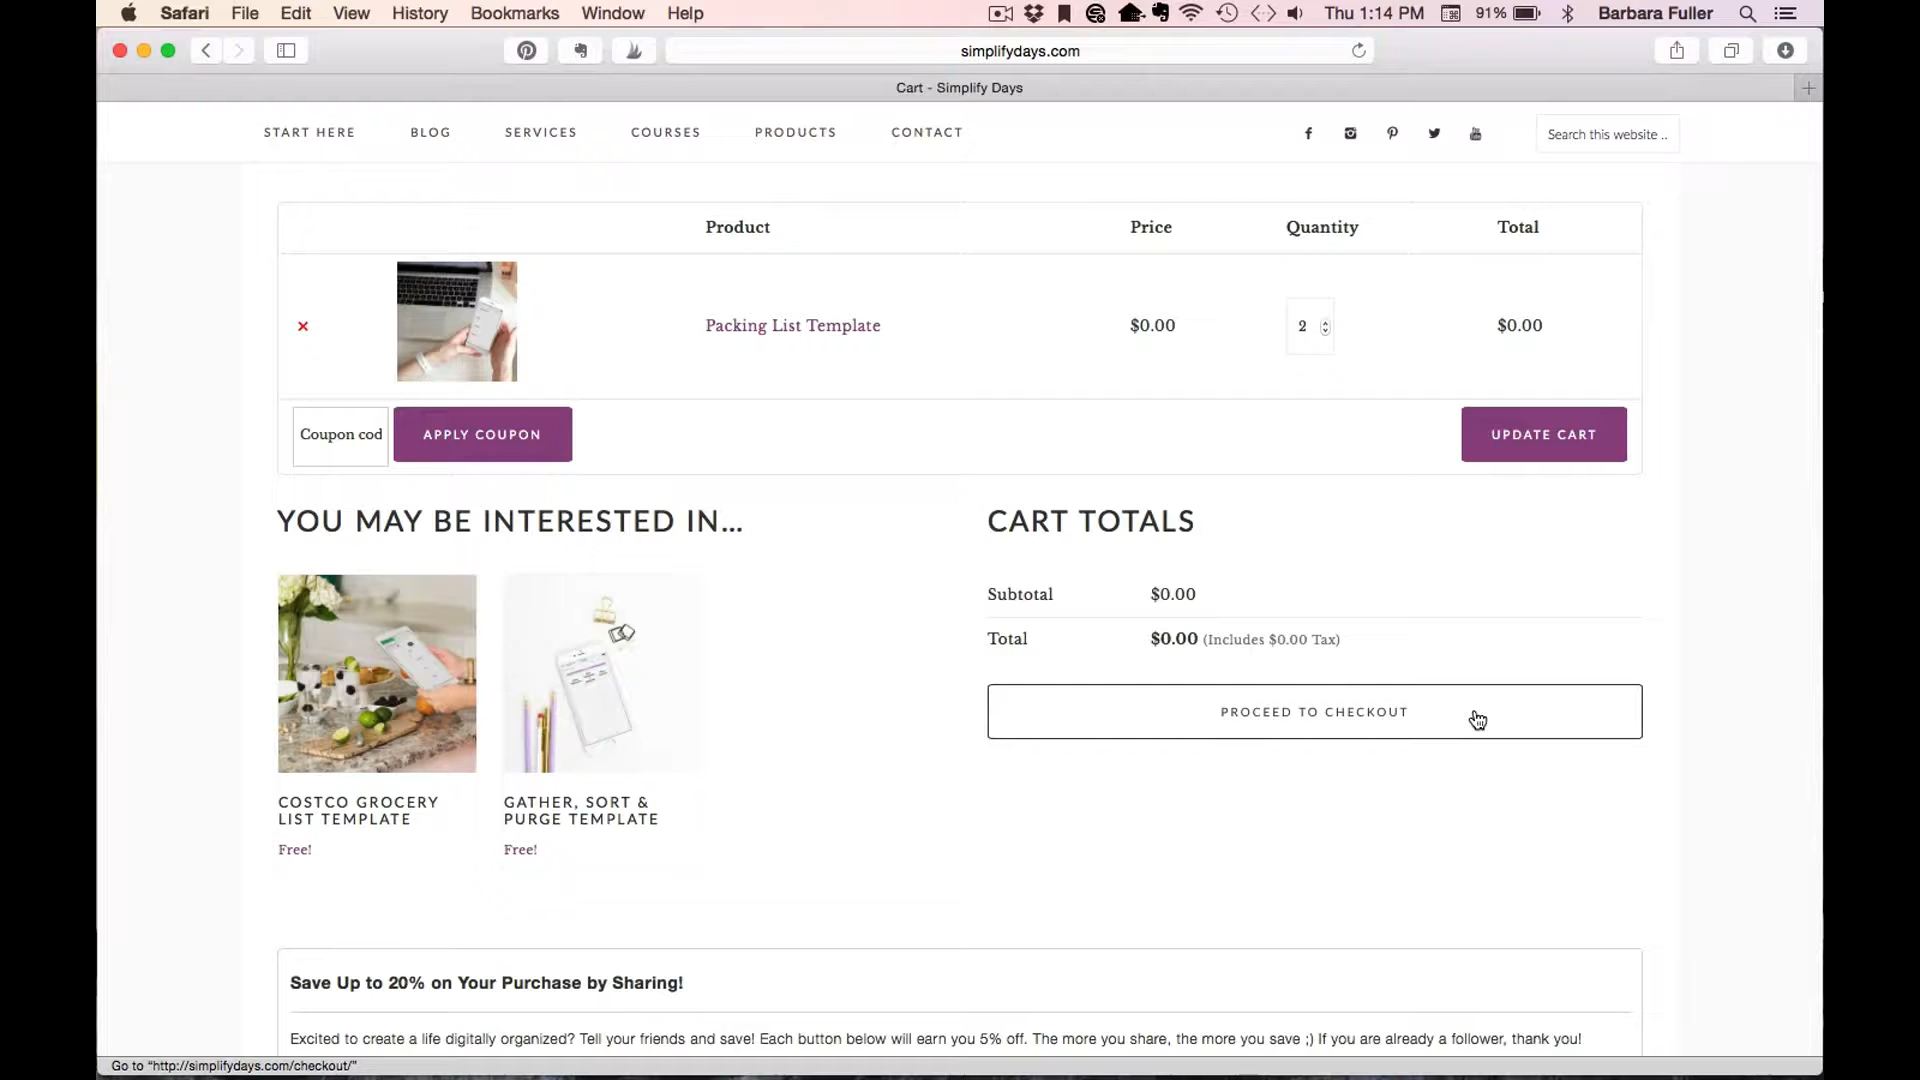 Safari File Edit View History Bookmarks Window Help Thu 1:14 PM 91% Barbara Fuller
simplifydays.com
Cart - Simplify Days
START HERE BLOG SERVICES COURSES PRODUCTS CONTACT Search this website ..
Product Price Quantity Total
Packing List Template $0.00 2 $0.00
Coupon cod APPLY COUPON UPDATE CART
YOU MAY BE INTERESTED IN...
COSTCO GROCERY
LIST TEMPLATE
Free!
GATHER, SORT &
PURGE TEMPLATE
Free!
CART TOTALS
Subtotal $0.00
Total $0.00 (Includes $0.00 Tax)
PROCEED TO CHECKOUT
Save Up to 20% on Your Purchase by Sharing!
Excited to create a life digitally organized? Tell your friends and save! Each button below will earn you 5% off. The more you share, the more you save ;) If you are already a follower, thank you!
Go to "http://simplifydays.com/checkout/"